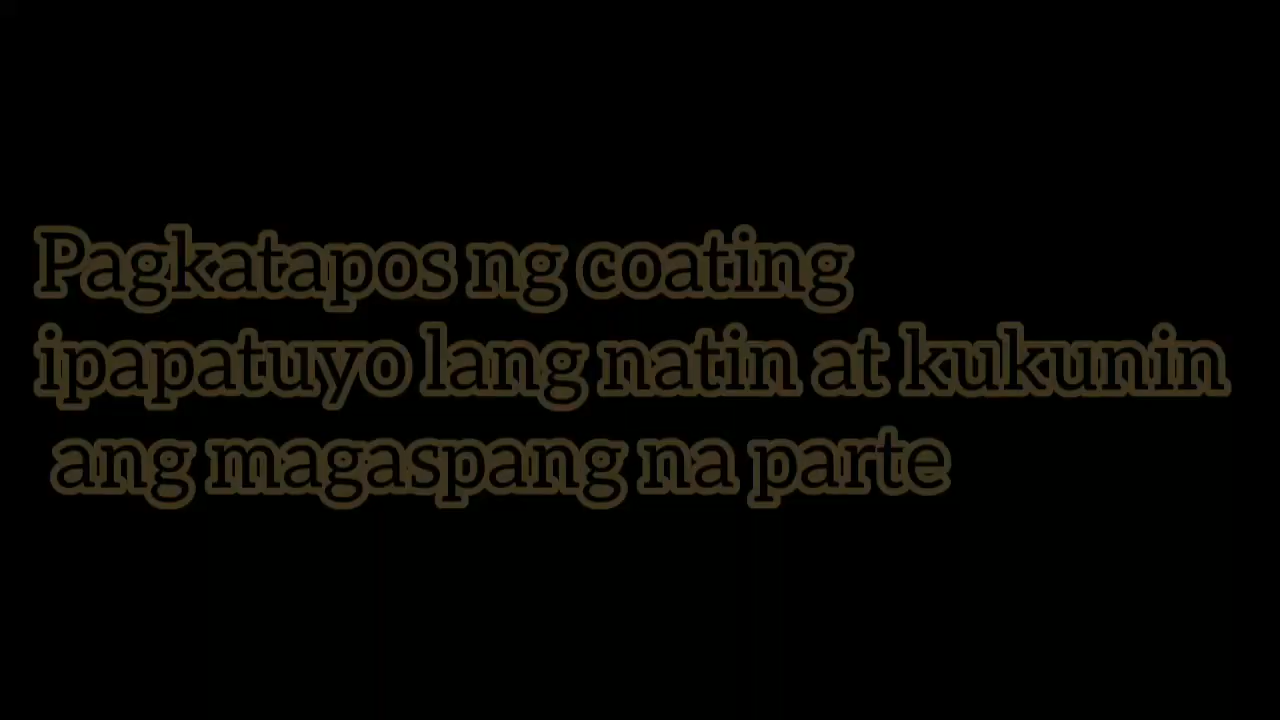 Pagkatapos ng coating
ipapatuyo lang natin at kukunin
ang magaspang na parte